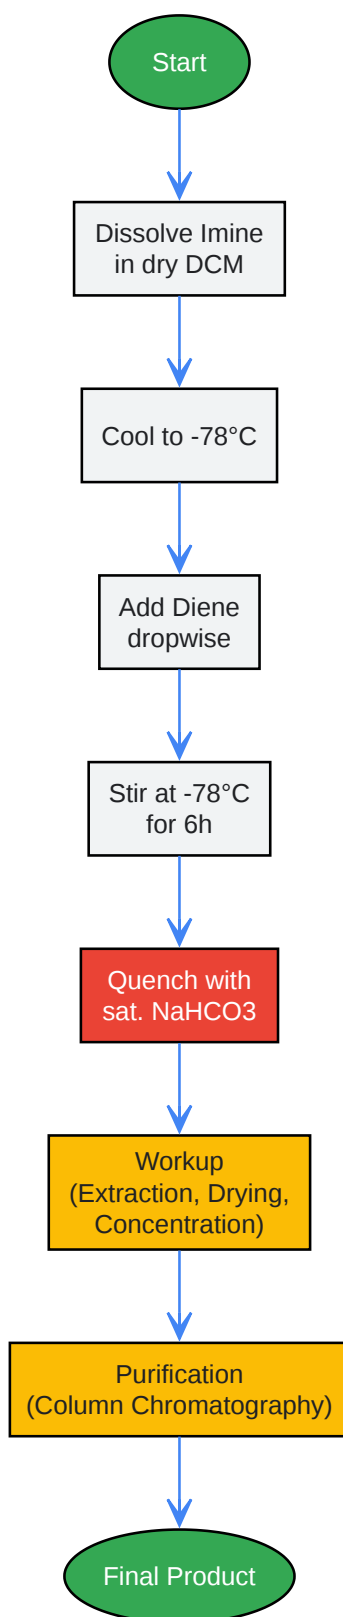 Start
Dissolve Imine
in dry DCM
Cool to -78°C
Add Diene
dropwise
Stir at -78°C
for 6h
Quench with
sat. NaHCO3
Workup
(Extraction, Drying,
Concentration)
Purification
(Column Chromatography)
Final Product